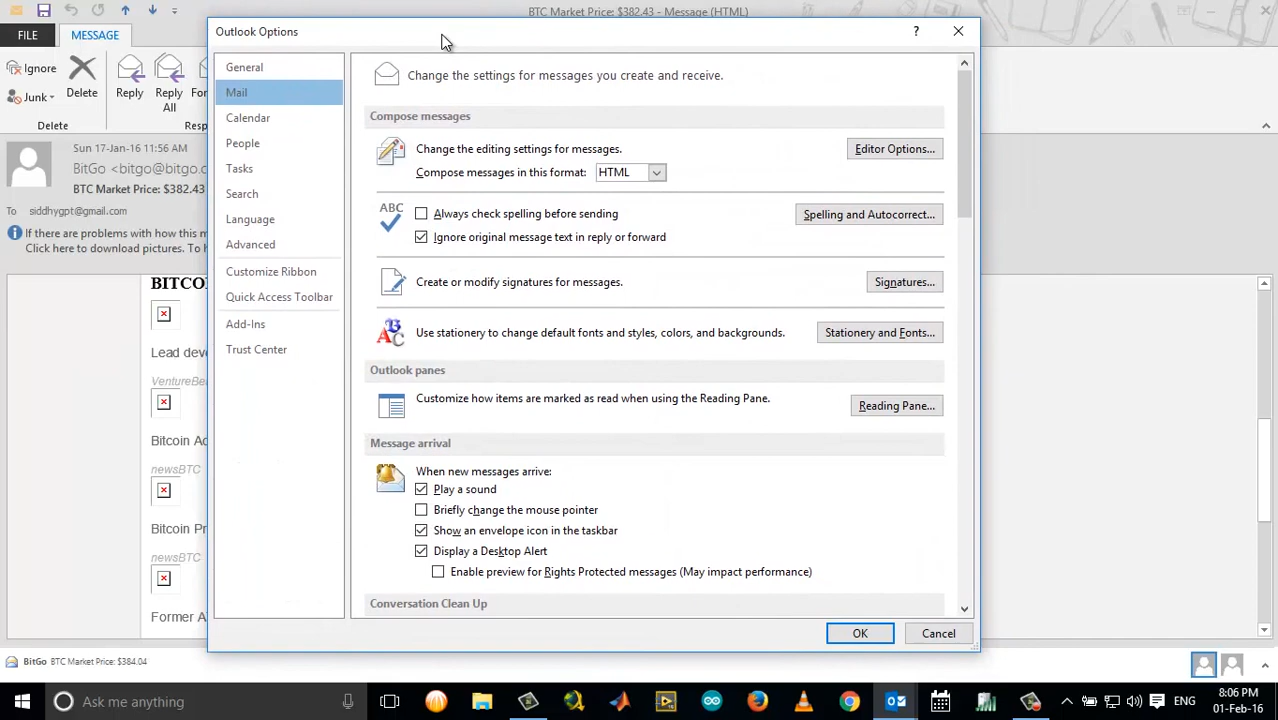 BTC Market Price: $382.43 - Message (HTML)
FILE
MESSAGE
Ignore
Junk
Delete
Reply
Reply
All
Delete
Sun 17-Jan-16 11:56 AM
BitGo <bitgo@bitgo.c
BTC Market Price: $382.43
To siddhygpt@gmail.com
If there are problems with how this m
Click here to download pictures. To h
BITCO
Lead deve
VentureBea
Bitcoin Ac
newsBTC
Bitcoin Pr
newsBTC
Former A
BitGo BTC Market Price: $384.04
Outlook Options
?
General
Mail
Calendar
People
Tasks
Search
Language
Advanced
Customize Ribbon
Quick Access Toolbar
Add-Ins
Trust Center
Change the settings for messages you create and receive.
Compose messages
Change the editing settings for messages.
Editor Options...
Compose messages in this format: HTML
ABC
Always check spelling before sending
Spelling and Autocorrect...
Ignore original message text in reply or forward
Create or modify signatures for messages.
Signatures...
Use stationery to change default fonts and styles, colors, and backgrounds.
Stationery and Fonts...
Outlook panes
Customize how items are marked as read when using the Reading Pane.
Reading Pane...
Message arrival
When new messages arrive:
Play a sound
Briefly change the mouse pointer
Show an envelope icon in the taskbar
Display a Desktop Alert
Enable preview for Rights Protected messages (May impact performance)
Conversation Clean Up
OK
Cancel
Ask me anything
ENG
8:06 PM
01-Feb-16